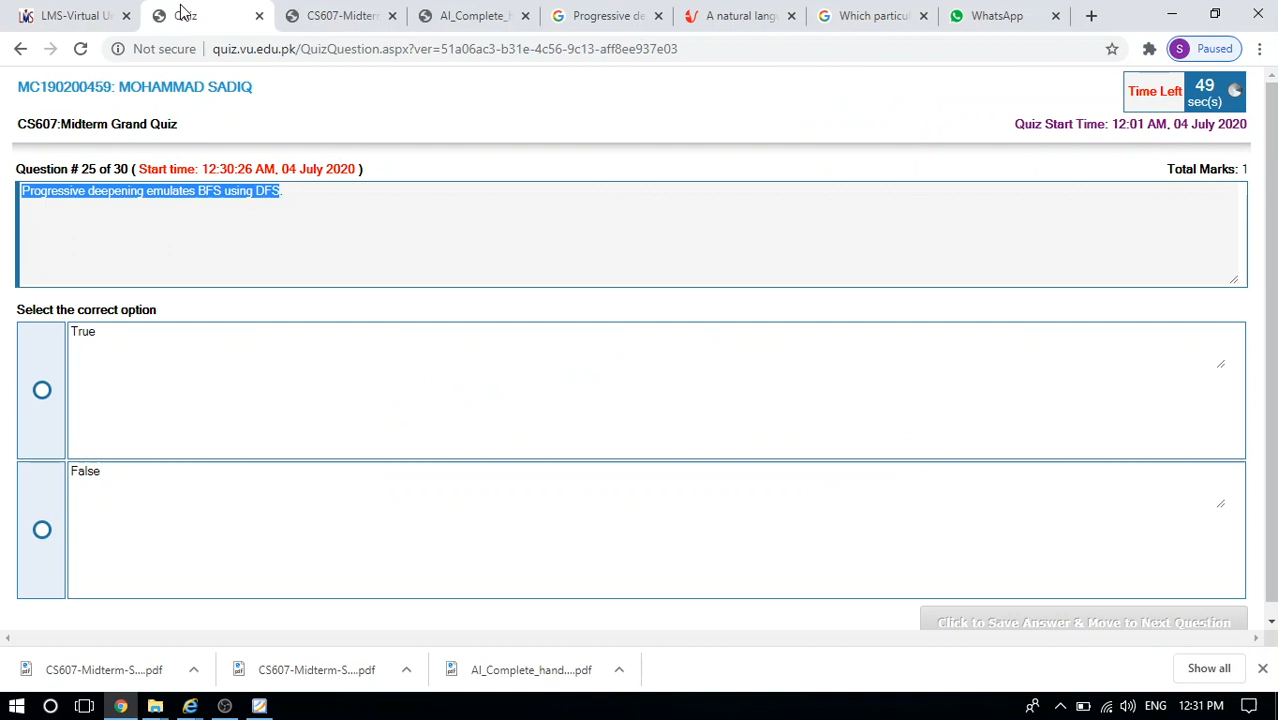 LMS-Virtual U
Quiz
CS607-Midterm
AI_Complete_h
Progressive de
A natural lang
Which particul
WhatsApp
Not secure
quiz.vu.edu.pk/QuizQuestion.aspx?ver=51a06ac3-b31e-4c56-9c13-aff8ee937e03
S
Paused
MC190200459: MOHAMMAD SADIQ
Time Left
49
sec(s)
CS607:Midterm Grand Quiz
Quiz Start Time: 12:01 AM, 04 July 2020
Question # 25 of 30 ( Start time: 12:30:26 AM, 04 July 2020 )
Total Marks: 1
Progressive deepening emulates BFS using DFS.
Select the correct option
True
False
Click to Save Answer & Move to Next Question
CS607-Midterm-S....pdf
CS607-Midterm-S....pdf
AI_Complete_hand....pdf
Show all
ENG
12:31 PM